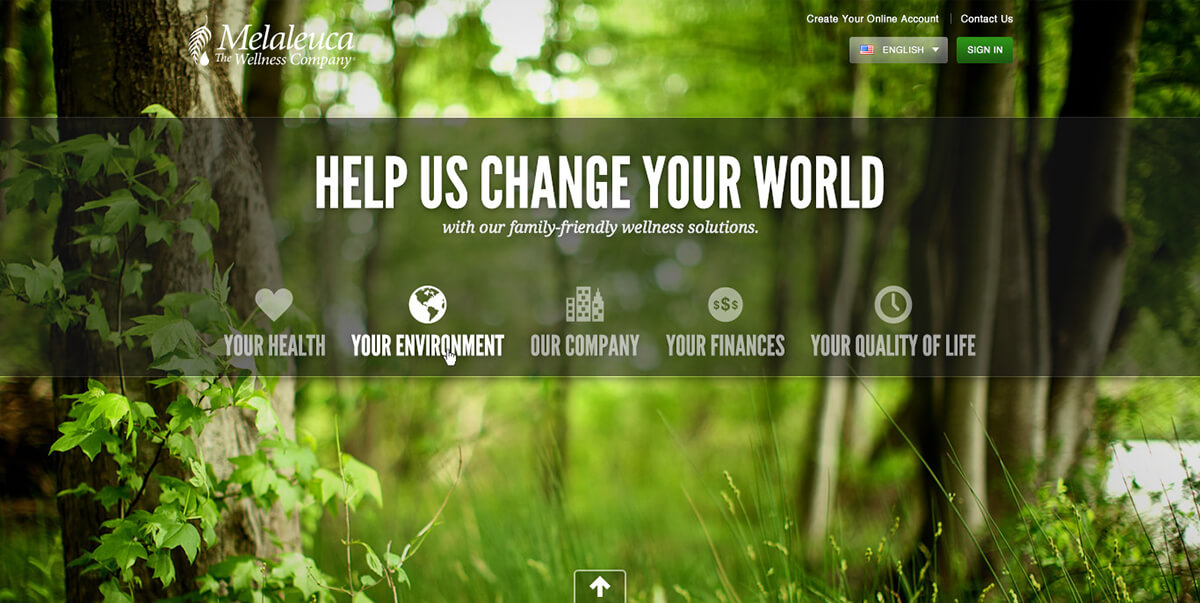 Create Your Online Account
Contact Us
Melaleuca
The Wellness Company
ENGLISH
SIGN IN
HELP US CHANGE YOUR WORLD
with our family-friendly wellness solutions.
$$$
YOUR HEALTH
YOUR ENVIRONMENT
OUR COMPANY
YOUR FINANCES
YOUR QUALITY OF LIFE